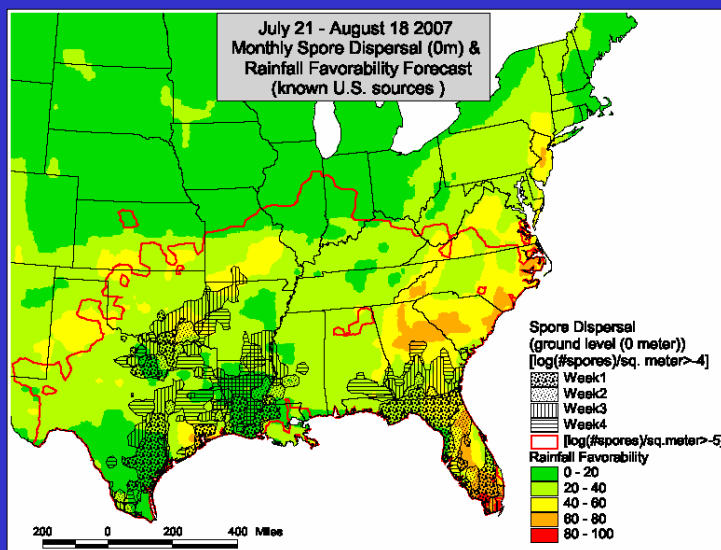 July 21 - August 18 2007
Monthly Spore Dispersal (0m) &
Rainfall Favorability Forecast
(known U.S. sources )
Spore Dispersal
(ground level (0 meter))
[log(#spores)/sq. meter>-4]
Week1
Week2
Week3
Week4
[log(#spores)/sq.meter>-5]
Rainfall Favorability
0 - 20
20 - 40
40 - 60
60 - 80
80 - 100
200 0 200 400 Miles